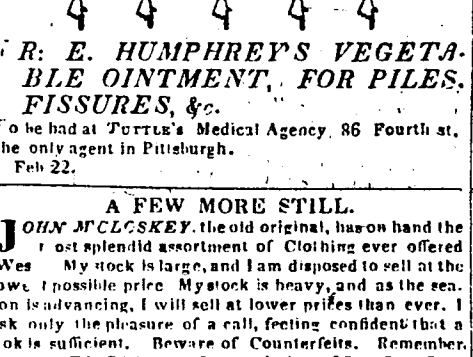 R: E. HUMPHREY'S VEGETA-
BLE OINTMENT, FOR PILES,
FISSURES, &c.
To be had at TUTTLE's Medical Agency, 86 Fourth st,
he only agent in Pittsburgh.
Feb 22.
A FEW MORE STILL.
JOHN M'CLOSKEY, the old original, has on hand the
ost splendid assortment of Clothing ever offered
Wes My stock is large, and I am disposed to sell at the
owe possible price My stock is heavy, and as the sea-
on is advancing, I will sell at lower prices than ever. I
sk only the pleasure of a call, feeling confident that a
ok is sufficient. Beware of Counterfeits. Remember,